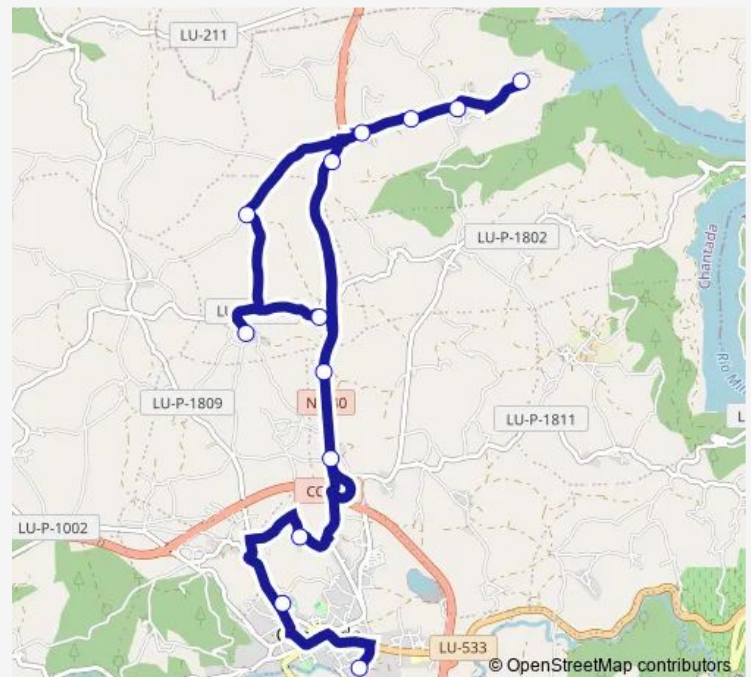 LU-211
LU-P-1802
Chantada
Río Mi
LU-P-1809
LU-P-1811
LU-P-1002
LU-533
© OpenStreetMap contributors